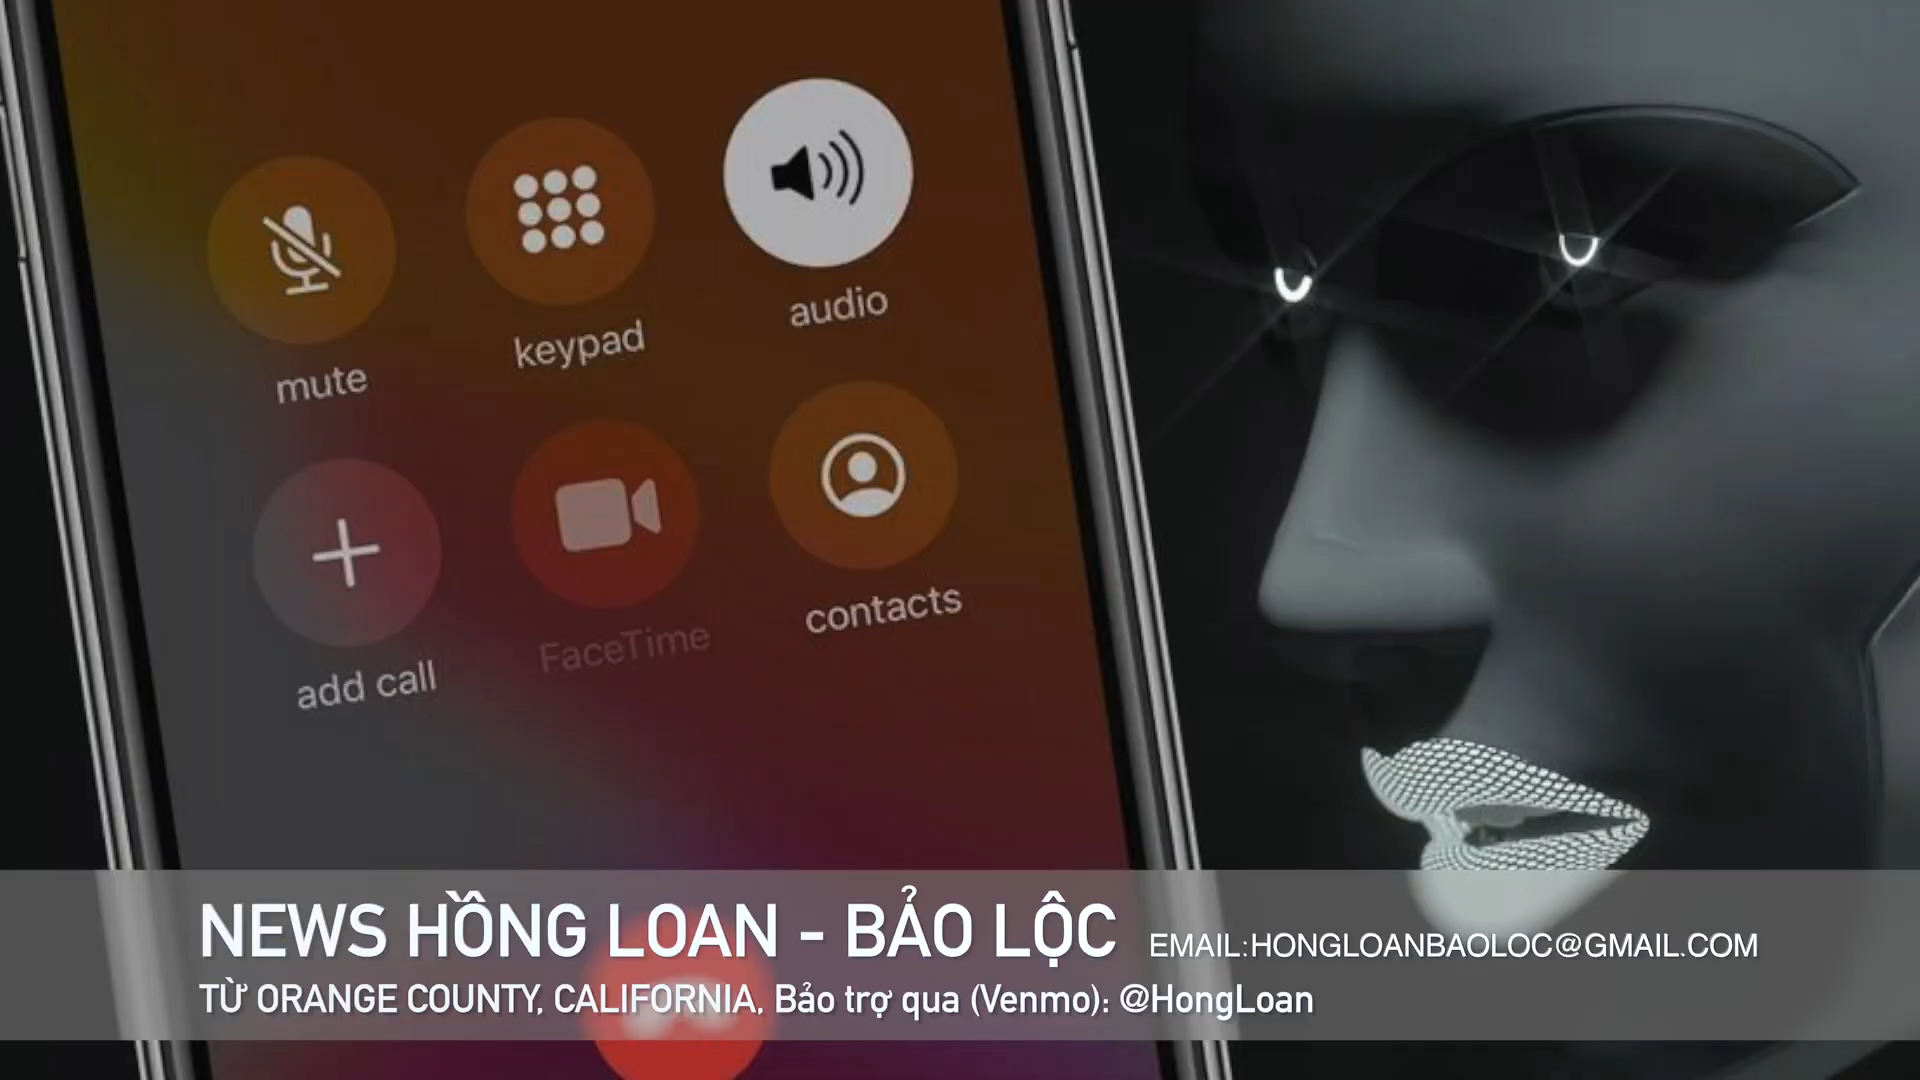 audio
keypad
mute
contacts
FaceTime
add call
NEWS HỒNG LOAN - BẢO LỘC EMAIL:HONGLOANBAOLOC@GMAIL.COM
TỪ ORANGE COUNTY, CALIFORNIA, Bảo trợ qua (Venmo): @HongLoan